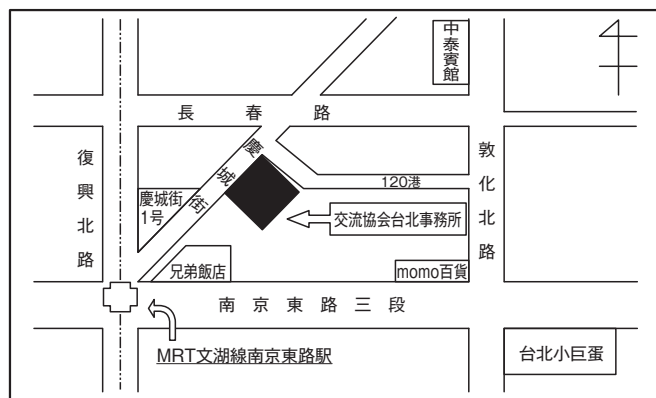 中泰賓館
長春路
復興北路
慶城街
敦化北路
120港
慶城街
1号
交流協会台北事務所
兄弟飯店
momo百貨
南京東路三段
MRT文湖線南京東路駅
台北小巨蛋